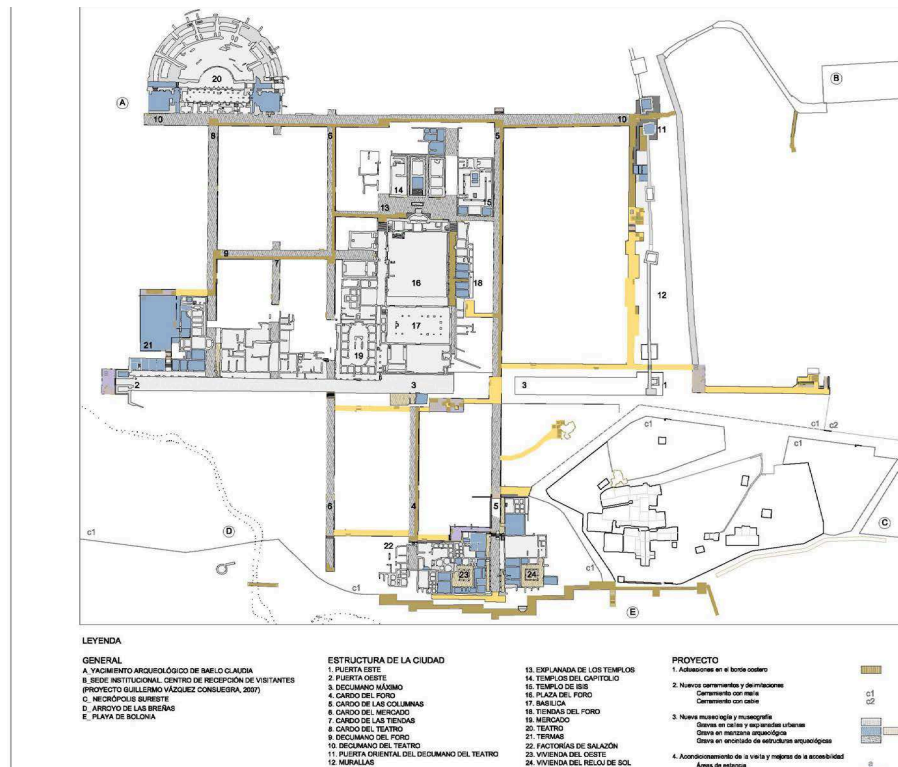 20
A
B
10
10
11
8
6
5
14
13
15
9
7
16
18
12
17
19
21
2
3
3
1
c1
c2
c1
6
4
5
C
D
c1
22
23
24
c1
c1
E
LEYENDA
GENERAL
A_YACIMIENTO ARQUEOLÓGICO DE BAELO CLAUDIA
B_SEDE INSTITUCIONAL. CENTRO DE RECEPCIÓN DE VISITANTES
(PROYECTO GUILLERMO VÁZQUEZ CONSUEGRA, 2007)
C_ NECRÓPOLIS SURESTE
D_ARROYO DE LAS BREÑAS
E_PLAYA DE BOLONIA
ESTRUCTURA DE LA CIUDAD
1. PUERTA ESTE
2. PUERTA OESTE
3. DECUMANO MÁXIMO
4. CARDO DEL FORO
5. CARDO DE LAS COLUMNAS
6. CARDO DEL MERCADO
7. CARDO DE LAS TIENDAS
8. CARDO DEL TEATRO
9. DECUMANO DEL FORO
10. DECUMANO DEL TEATRO
11. PUERTA ORIENTAL DEL DECUMANO DEL TEATRO
12. MURALLAS
13. EXPLANADA DE LOS TEMPLOS
14. TEMPLOS DEL CAPITOLIO
15. TEMPLO DE ISIS
16. PLAZA DEL FORO
17. BASILICA
18. TIENDAS DEL FORO
19. MERCADO
20. TEATRO
21. TERMAS
22. FACTORÍAS DE SALAZÓN
23. VIVIENDA DEL OESTE
24. VIVIENDA DEL RELOJ DE SOL
PROYECTO
1. Actuaciones en el borde costero
2. Nuevos cerramientos y delimitaciones
Cerramiento con malla c1
Cerramiento con cable c2
3. Nueva museología y museografía
Gravas en calles y explanadas urbanas
Grava en manzana arqueológica
Grava en encintado de estructuras arqueológicas
4. Acondicionamiento de la visita y mejoras de la accesibilidad
Áreas de estancia